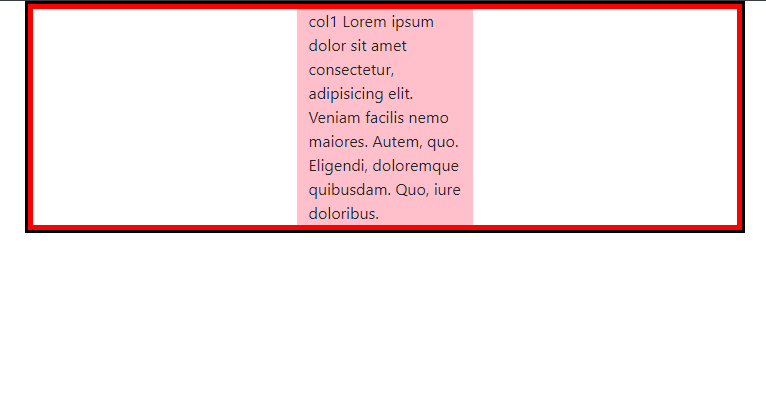 col1 Lorem ipsum
dolor sit amet
consectetur,
adipisicing elit.
Veniam facilis nemo
maiores. Autem, quo.
Eligendi, doloremque
quibusdam. Quo, iure
doloribus.